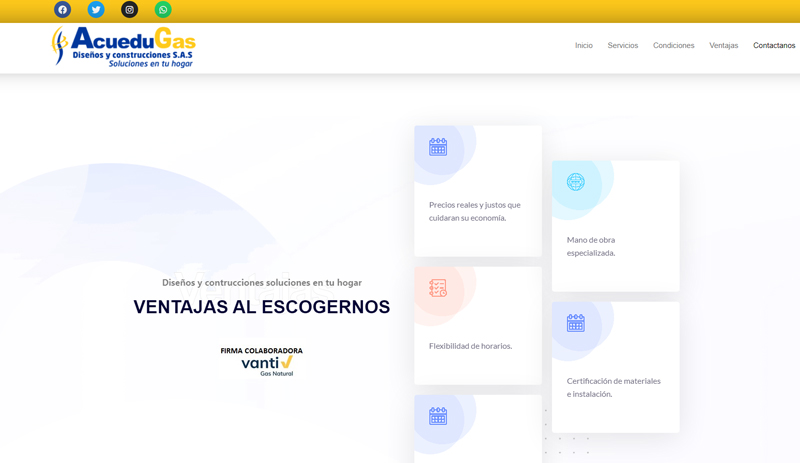 AcueduGas
Diseños y construcciones S.A.S
Soluciones en tu hogar
Inicio Servicios Condiciones Ventajas Contactanos
Diseños y contrucciones soluciones en tu hogar
VENTAJAS AL ESCOGERNOS
FIRMA COLABORADORA
vanti
Gas Natural
Precios reales y justos que
cuidaran su economía.
Mano de obra
especializada.
Flexibilidad de horarios.
Certificación de materiales
e instalación.